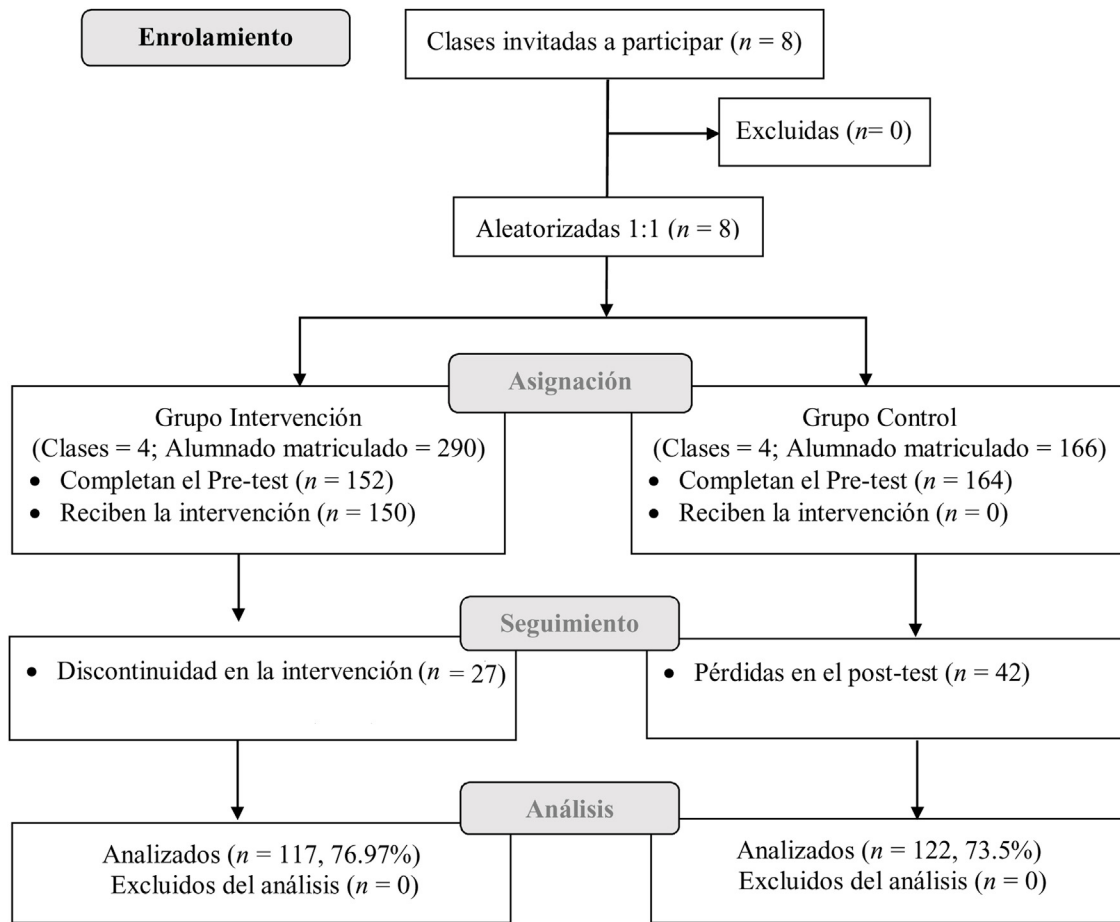 Enrolamiento
Clases invitadas a participar (n = 8)
Excluidas (n= 0)
Aleatorizadas 1:1 (n = 8)
Asignación
Grupo Intervención
(Clases = 4; Alumnado matriculado = 290)
• Completan el Pre-test (n = 152)
• Reciben la intervención (n = 150)
Grupo Control
(Clases = 4; Alumnado matriculado = 166)
• Completan el Pre-test (n = 164)
• Reciben la intervención (n = 0)
Seguimiento
• Discontinuidad en la intervención (n = 27)
• Pérdidas en el post-test (n = 42)
Análisis
Analizados (n = 117, 76.97%)
Excluidos del análisis (n = 0)
Analizados (n = 122, 73.5%)
Excluidos del análisis (n = 0)